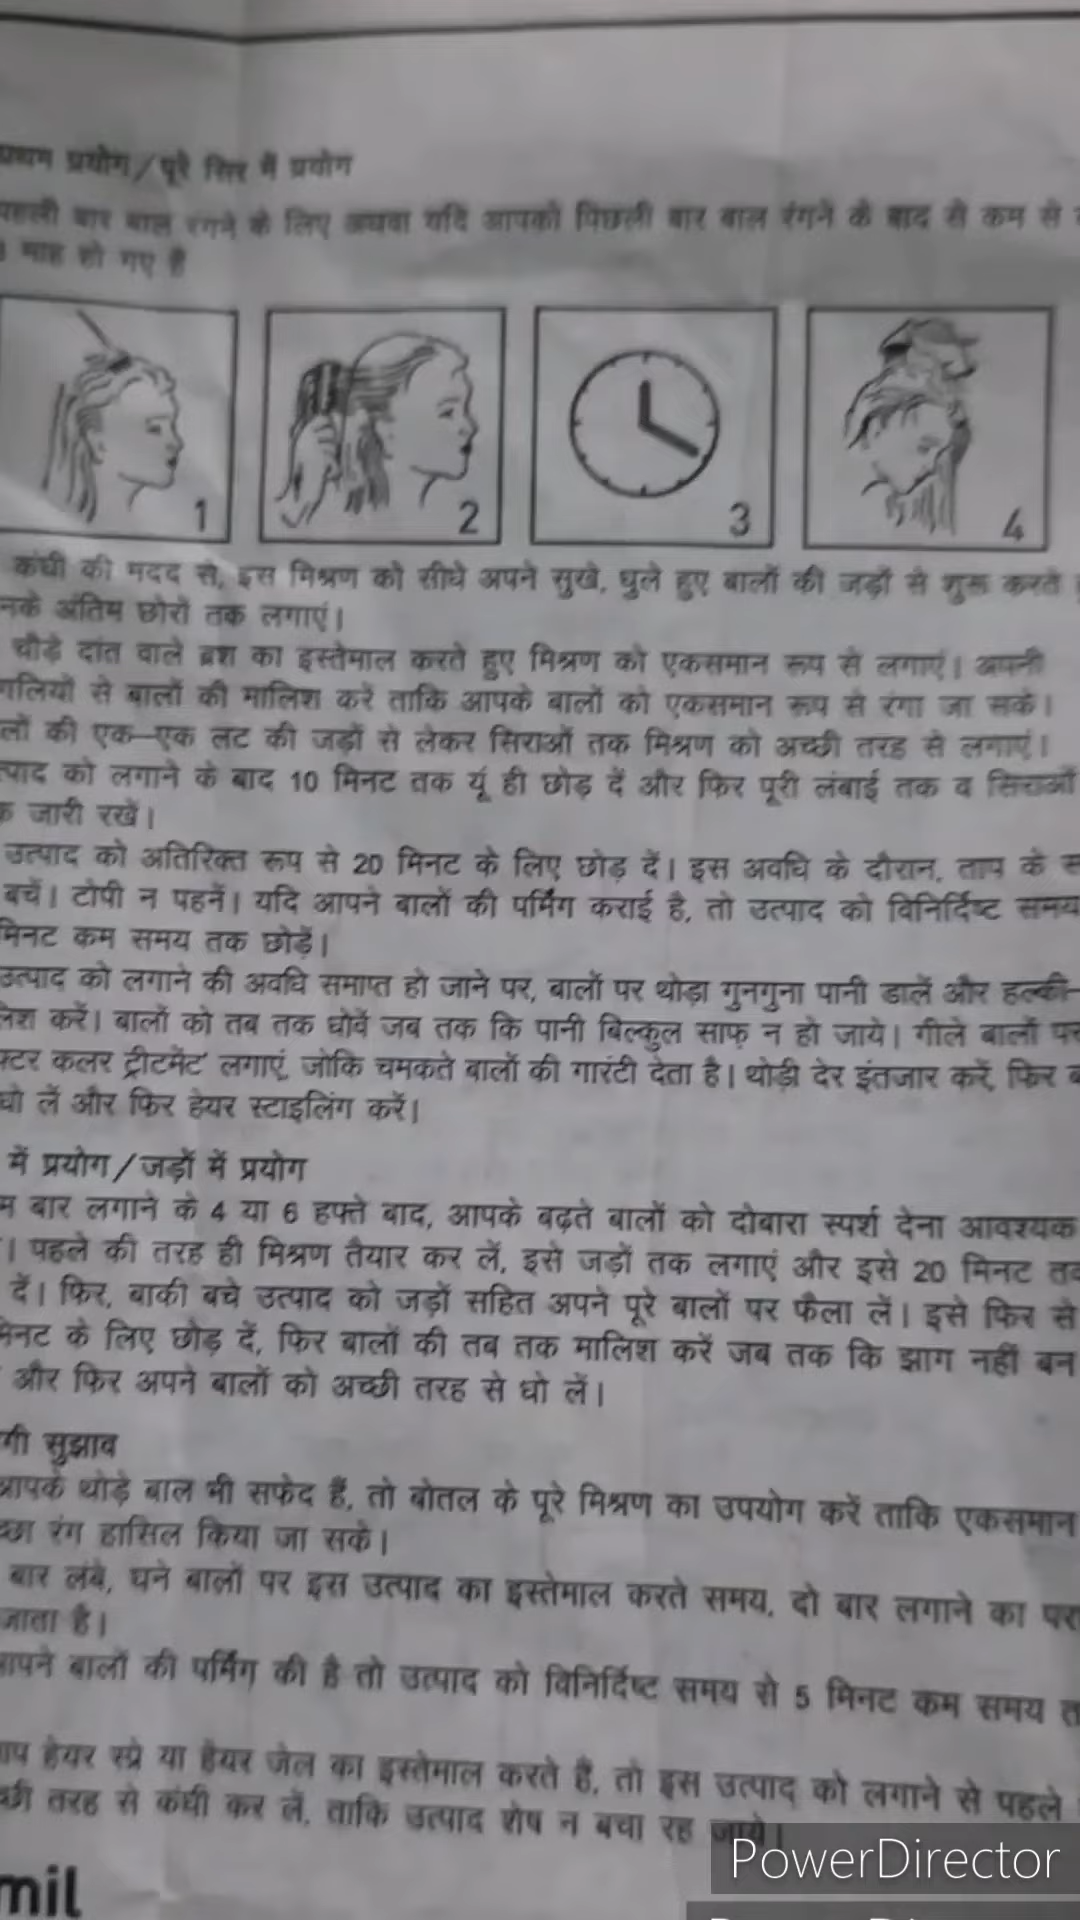 प्रथम प्रयोग/पूरे सिर में प्रयोग
पहली बार बाल रंगने के लिए अथवा यदि आपको पिछली बार बाल रंगने के बाद से कम से
माह हो गए हैं
1 2 3 4
कंघी की मदद से, इस मिश्रण को सीधे अपने सुखे, धुले हुए बालों की जड़ों से शुरू करते
अंतिम छोरों तक लगाएं।
चौड़े दांत वाले ब्रश का इस्तेमाल करते हुए मिश्रण को एकसमान रूप से लगाएं। अपनी
से बालों की मालिश करें ताकि आपके बालों को एकसमान रूप से रंगा जा सके।
की एक–एक लट की जड़ों से लेकर सिराओं तक मिश्रण को अच्छी तरह से लगाएं।
को लगाने के बाद 10 मिनट तक यूं ही छोड़ दें और फिर पूरी लंबाई तक व सिराओं
जारी रखें।
उत्पाद को अतिरिक्त रूप से 20 मिनट के लिए छोड़ दें। इस अवधि के दौरान, ताप के
बचें। टोपी न पहनें। यदि आपने बालों की पर्मिंग कराई है, तो उत्पाद को विनिर्दिष्ट समय
मिनट कम समय तक छोड़ें।
उत्पाद को लगाने की अवधि समाप्त हो जाने पर, बालों पर थोड़ा गुनगुना पानी डालें और हल्की–
करें। बालों को तब तक धोवें जब तक कि पानी बिल्कुल साफ़ न हो जाये। गीले बालों पर
कलर ट्रीटमेंट' लगाएं, जोकि चमकते बालों की गारंटी देता है। थोड़ी देर इंतजार करें, फिर
धो लें और फिर हेयर स्टाइलिंग करें।
में प्रयोग/जड़ों में प्रयोग
बार लगाने के 4 या 6 हफ्ते बाद, आपके बढ़ते बालों को दोबारा स्पर्श देना आवश्यक
। पहले की तरह ही मिश्रण तैयार कर लें, इसे जड़ों तक लगाएं और इसे 20 मिनट
दें। फिर, बाकी बचे उत्पाद को जड़ों सहित अपने पूरे बालों पर फैला लें। इसे फिर से
मिनट के लिए छोड़ दें, फिर बालों की तब तक मालिश करें जब तक कि झाग नहीं बन
और फिर अपने बालों को अच्छी तरह से धो लें।
सुझाव
आपके थोड़े बाल भी सफेद हैं, तो बोतल के पूरे मिश्रण का उपयोग करें ताकि एकसमान
रंग हासिल किया जा सके।
बार लंबे, घने बालों पर इस उत्पाद का इस्तेमाल करते समय, दो बार लगाने का
जाता है।
आपने बालों की पर्मिंग की है तो उत्पाद को विनिर्दिष्ट समय से 5 मिनट कम समय
हेयर स्प्रे या हेयर जेल का इस्तेमाल करते हैं, तो इस उत्पाद को लगाने से पहले
तरह से कंघी कर लें, ताकि उत्पाद शेष न बचा रह जाये।
PowerDirector